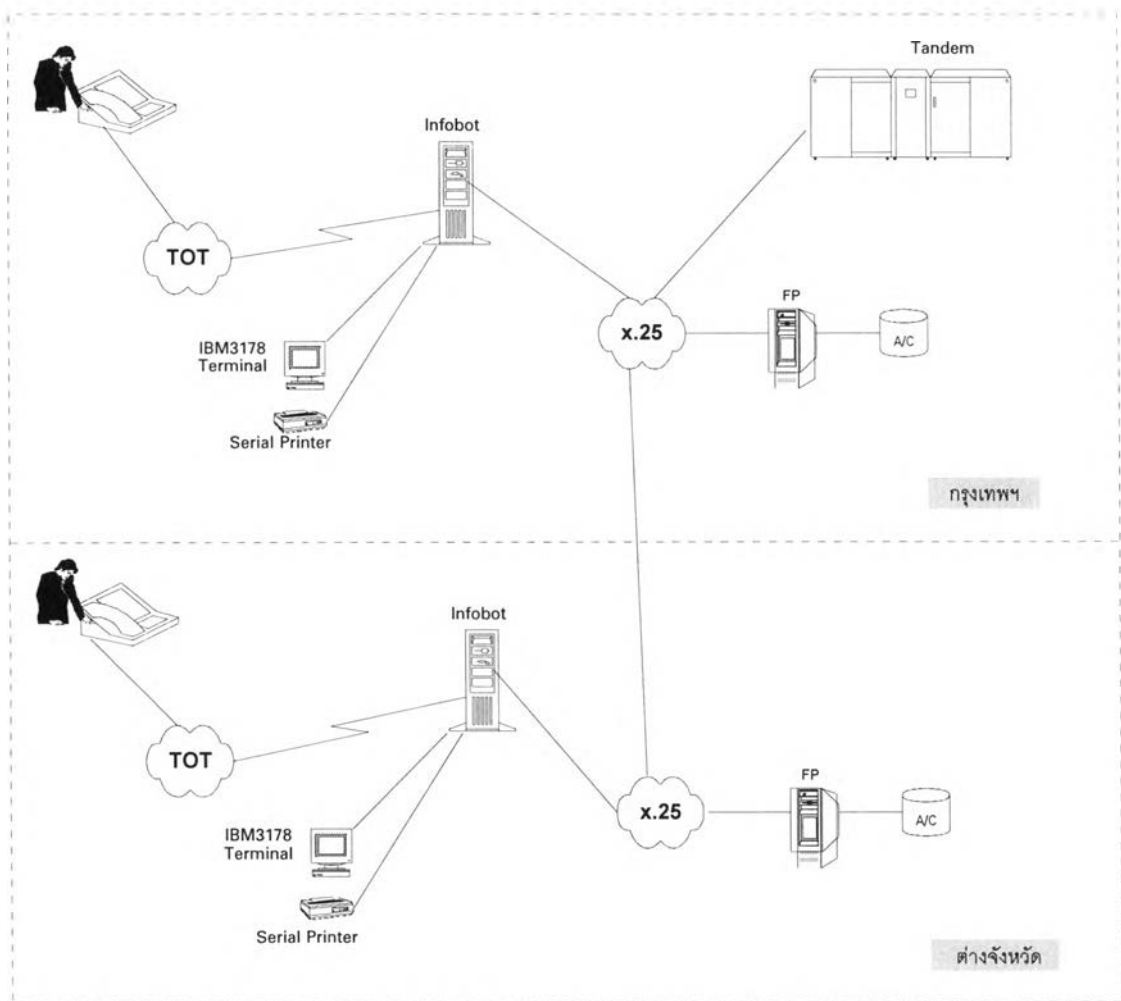 Tandem
Infobot
TOT
FP
x.25
A/C
IBM3178
Terminal
Serial Printer
กรุงเทพฯ
Infobot
TOT
FP
x.25
A/C
IBM3178
Terminal
Serial Printer
ต่างจังหวัด